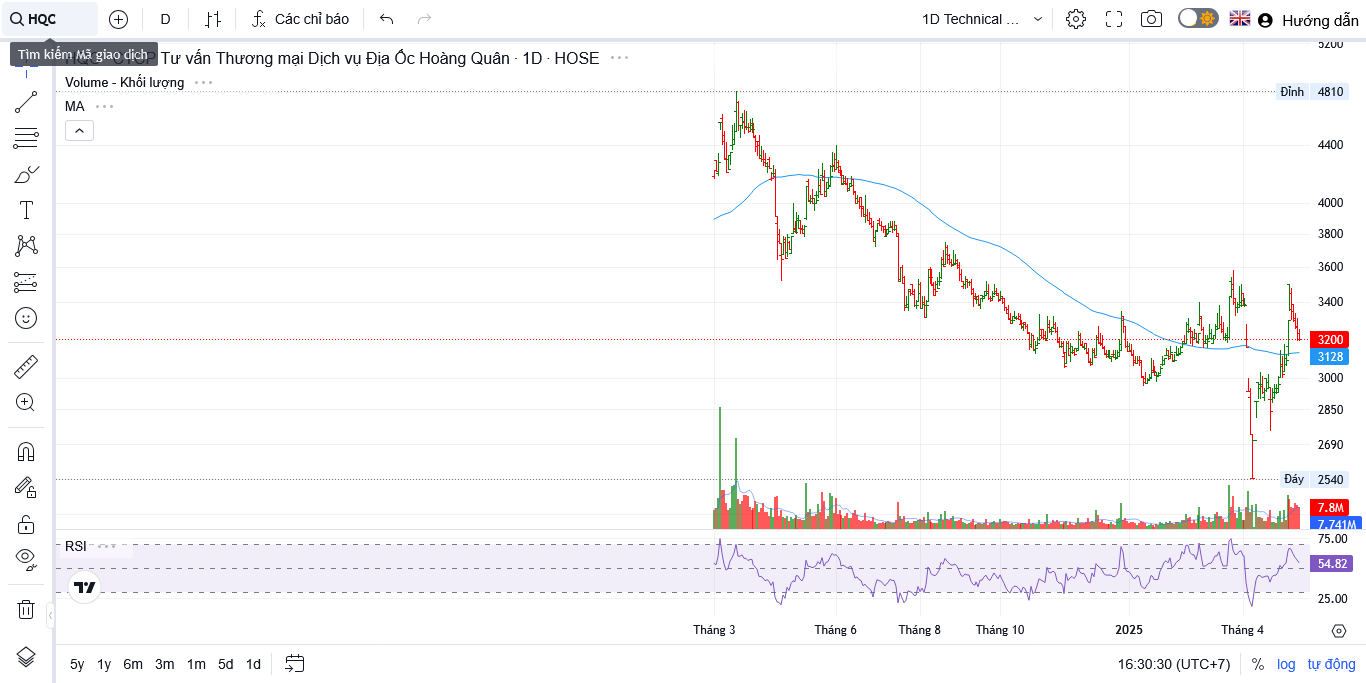 HQC
D
Các chỉ báo
1D Technical ...
Hướng dẫn
Tìm kiếm Mã giao dịch
Tư vấn Thương mại Dịch vụ Địa Ốc Hoàng Quân · 1D · HOSE
Volume - Khối lượng
MA
5200
Đỉnh 4810
4400
4000
3800
3600
3400
3200
3128
3000
2850
2690
Đáy 2540
7.8M
7.741M
RSI
75.00
54.82
25.00
Tháng 3 Tháng 6 Tháng 8 Tháng 10 2025 Tháng 4
5y 1y 6m 3m 1m 5d 1d
16:30:30 (UTC+7) % log tự động